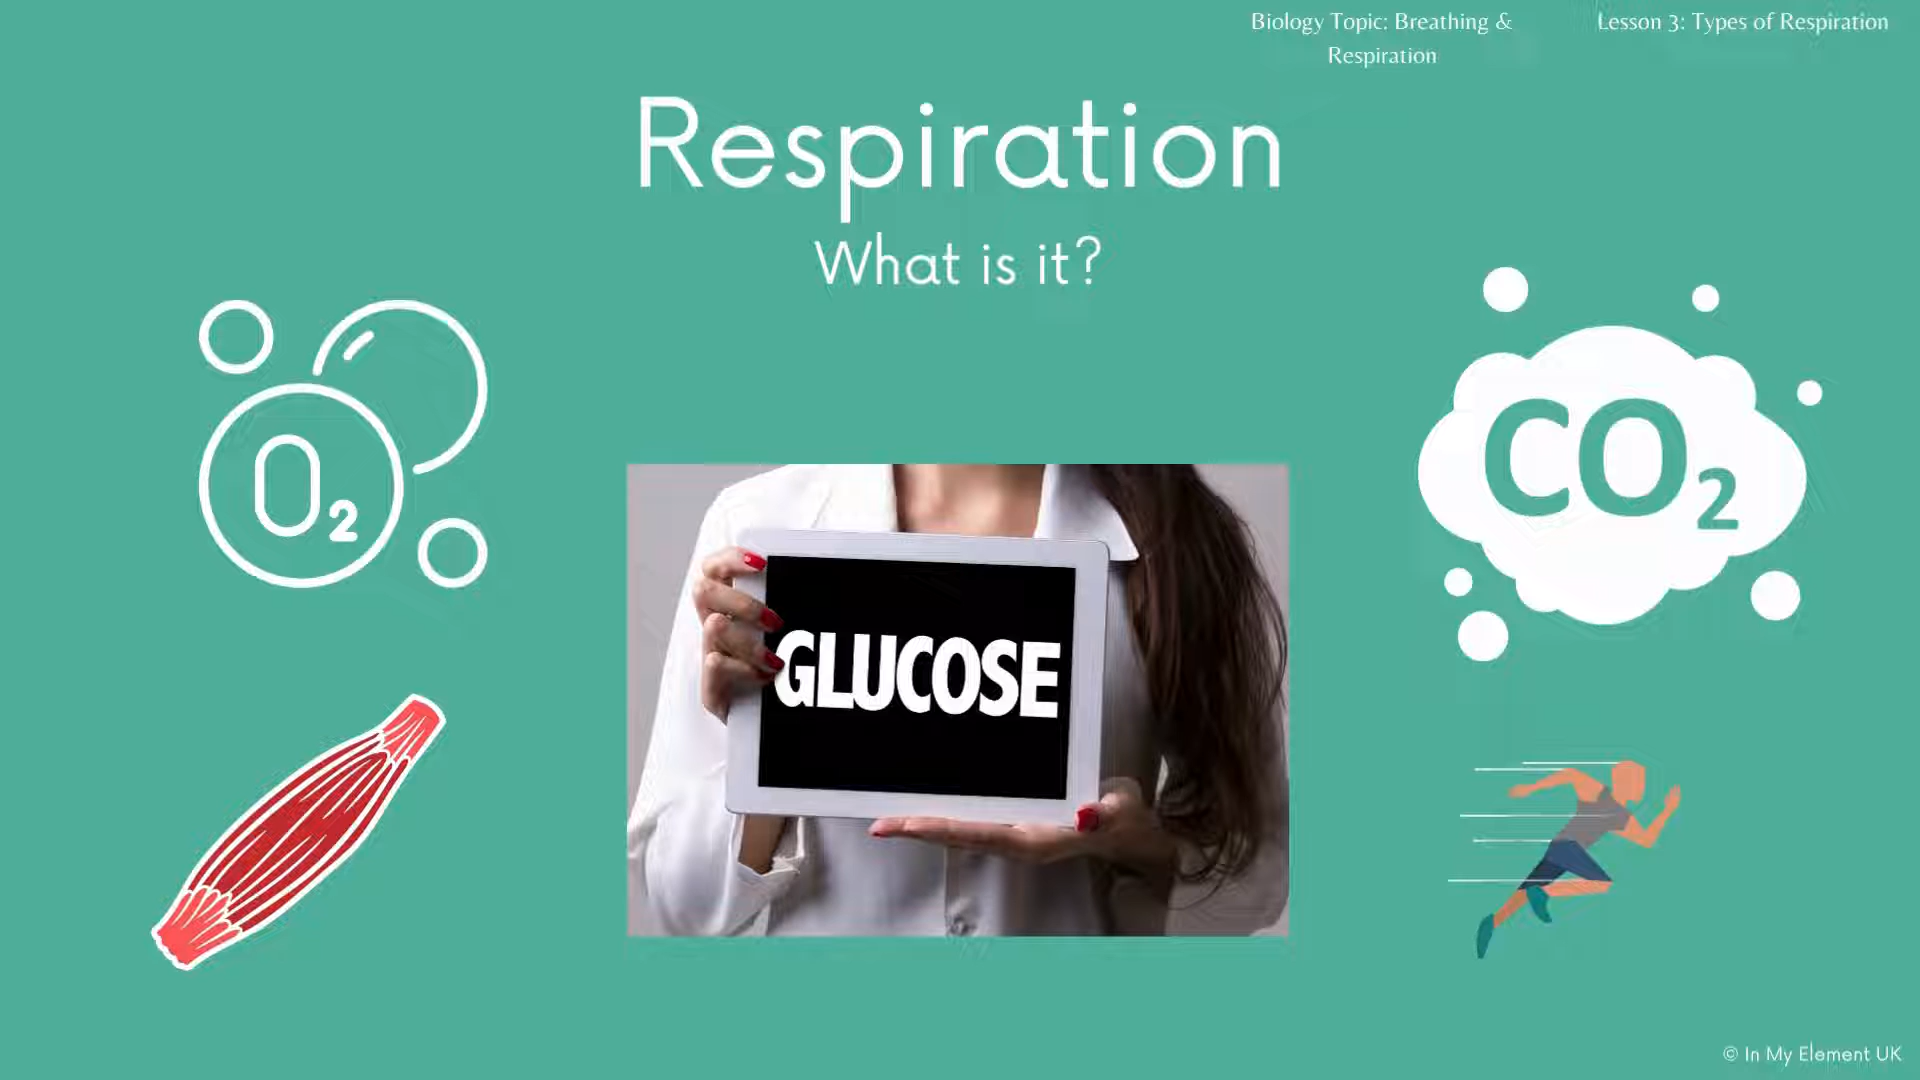 Biology Topic: Breathing &
Respiration
Lesson 3: Types of Respiration
Respiration
What is it?
O2
CO2
GLUCOSE
© In My Element UK